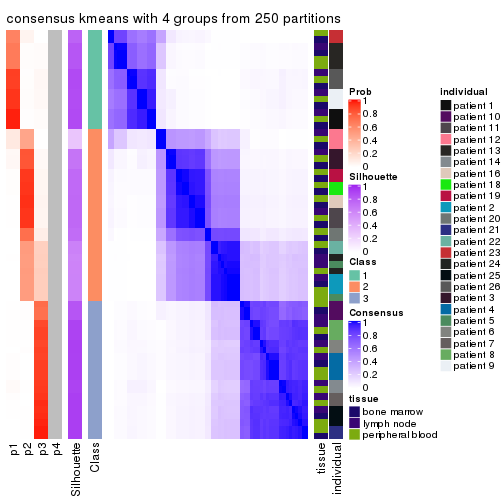 consensus kmeans with 4 groups from 250 partitions
Prob
1
0.8
0.6
0.4
0.2
0
Silhouette
1
0.8
0.6
0.4
0.2
0
Class
1
2
3
Consensus
1
0.8
0.6
0.4
0.2
0
tissue
bone marrow
lymph node
peripheral blood
individual
patient 1
patient 10
patient 11
patient 12
patient 13
patient 14
patient 16
patient 18
patient 19
patient 2
patient 20
patient 21
patient 22
patient 23
patient 24
patient 25
patient 26
patient 3
patient 4
patient 5
patient 6
patient 7
patient 8
patient 9
p1
p2
p3
p4
Silhouette
Class
tissue
individual